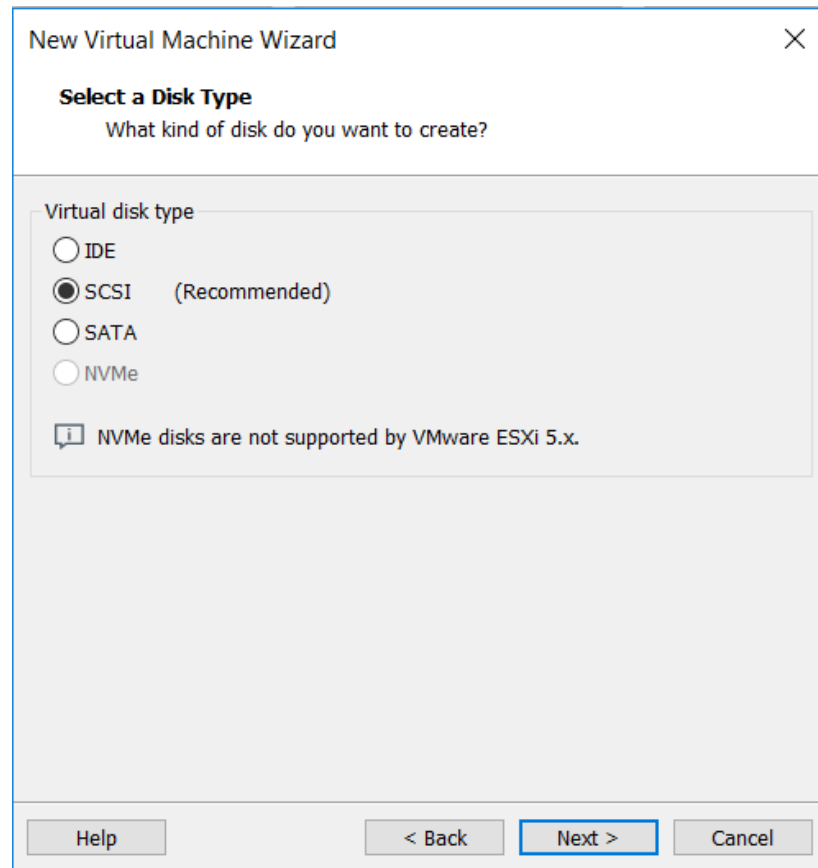 New Virtual Machine Wizard
Select a Disk Type
What kind of disk do you want to create?
Virtual disk type
IDE
SCSI (Recommended)
SATA
NVMe
NVMe disks are not supported by VMware ESXi 5.x.
Help < Back Next > Cancel